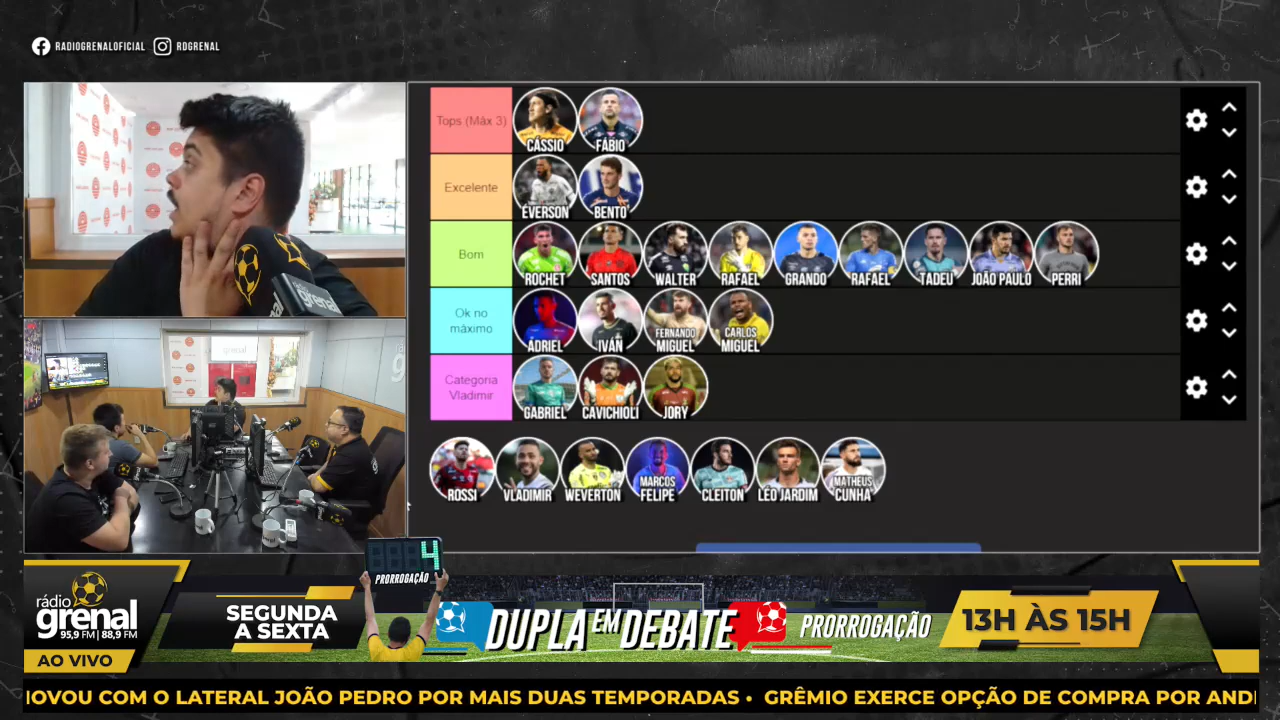 RADIOGRENALOFICIAL RDGRENAL
Tops (Máx 3)
CÁSSIO FÁBIO
Excelente
EVERSON BENTO
Bom
ROCHET SANTOS WALTER RAFAEL GRANDO RAFAEL TADEU JOÃO PAULO PERRI
Ok no
máximo
ADRIEL IVÁN FERNANDO MIGUEL CARLOS MIGUEL
Categoria
Vladimir
GABRIEL CAVICHIOLI JORY
ROSSI VLADIMIR WEVERTON MARCOS FELIPE CLEITON LÉO JARDIM MATHEUS CUNHA
rádio
grenal
grenal
4
PRORROGAÇÃO
rádio
grenal
95,9 FM | 88,9 FM
AO VIVO
SEGUNDA
A SEXTA
DUPLA EM DEBATE PRORROGAÇÃO
13H ÀS 15H
IOVOU COM O LATERAL JOÃO PEDRO POR MAIS DUAS TEMPORADAS • GRÊMIO EXERCE OPÇÃO DE COMPRA POR AND